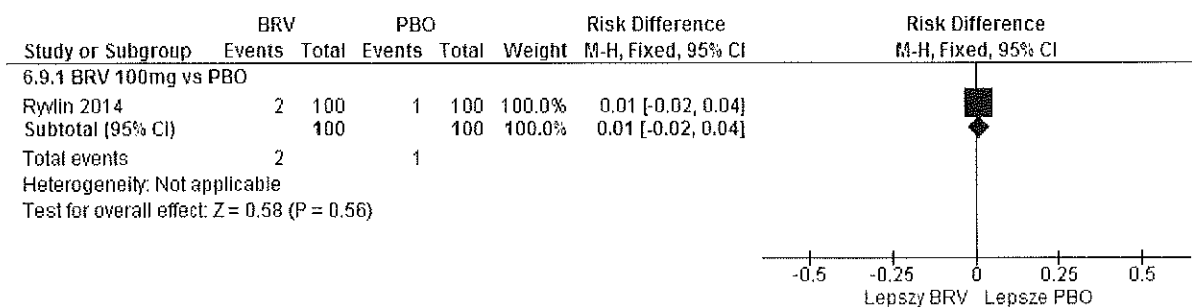 BRV PBO Risk Difference Risk Difference
Study or Subgroup Events Total Events Total Weight M-H, Fixed, 95% CI M-H, Fixed, 95% CI
6.9.1 BRV 100mg vs PBO
Ryvlin 2014 2 100 1 100 100.0% 0.01 [-0.02, 0.04]
Subtotal (95% CI) 100 100 100.0% 0.01 [-0.02, 0.04]
Total events 2 1
Heterogeneity: Not applicable
Test for overall effect: Z = 0.58 (P = 0.56)
-0.5 -0.25 0 0.25 0.5
Lepszy BRV Lepsze PBO